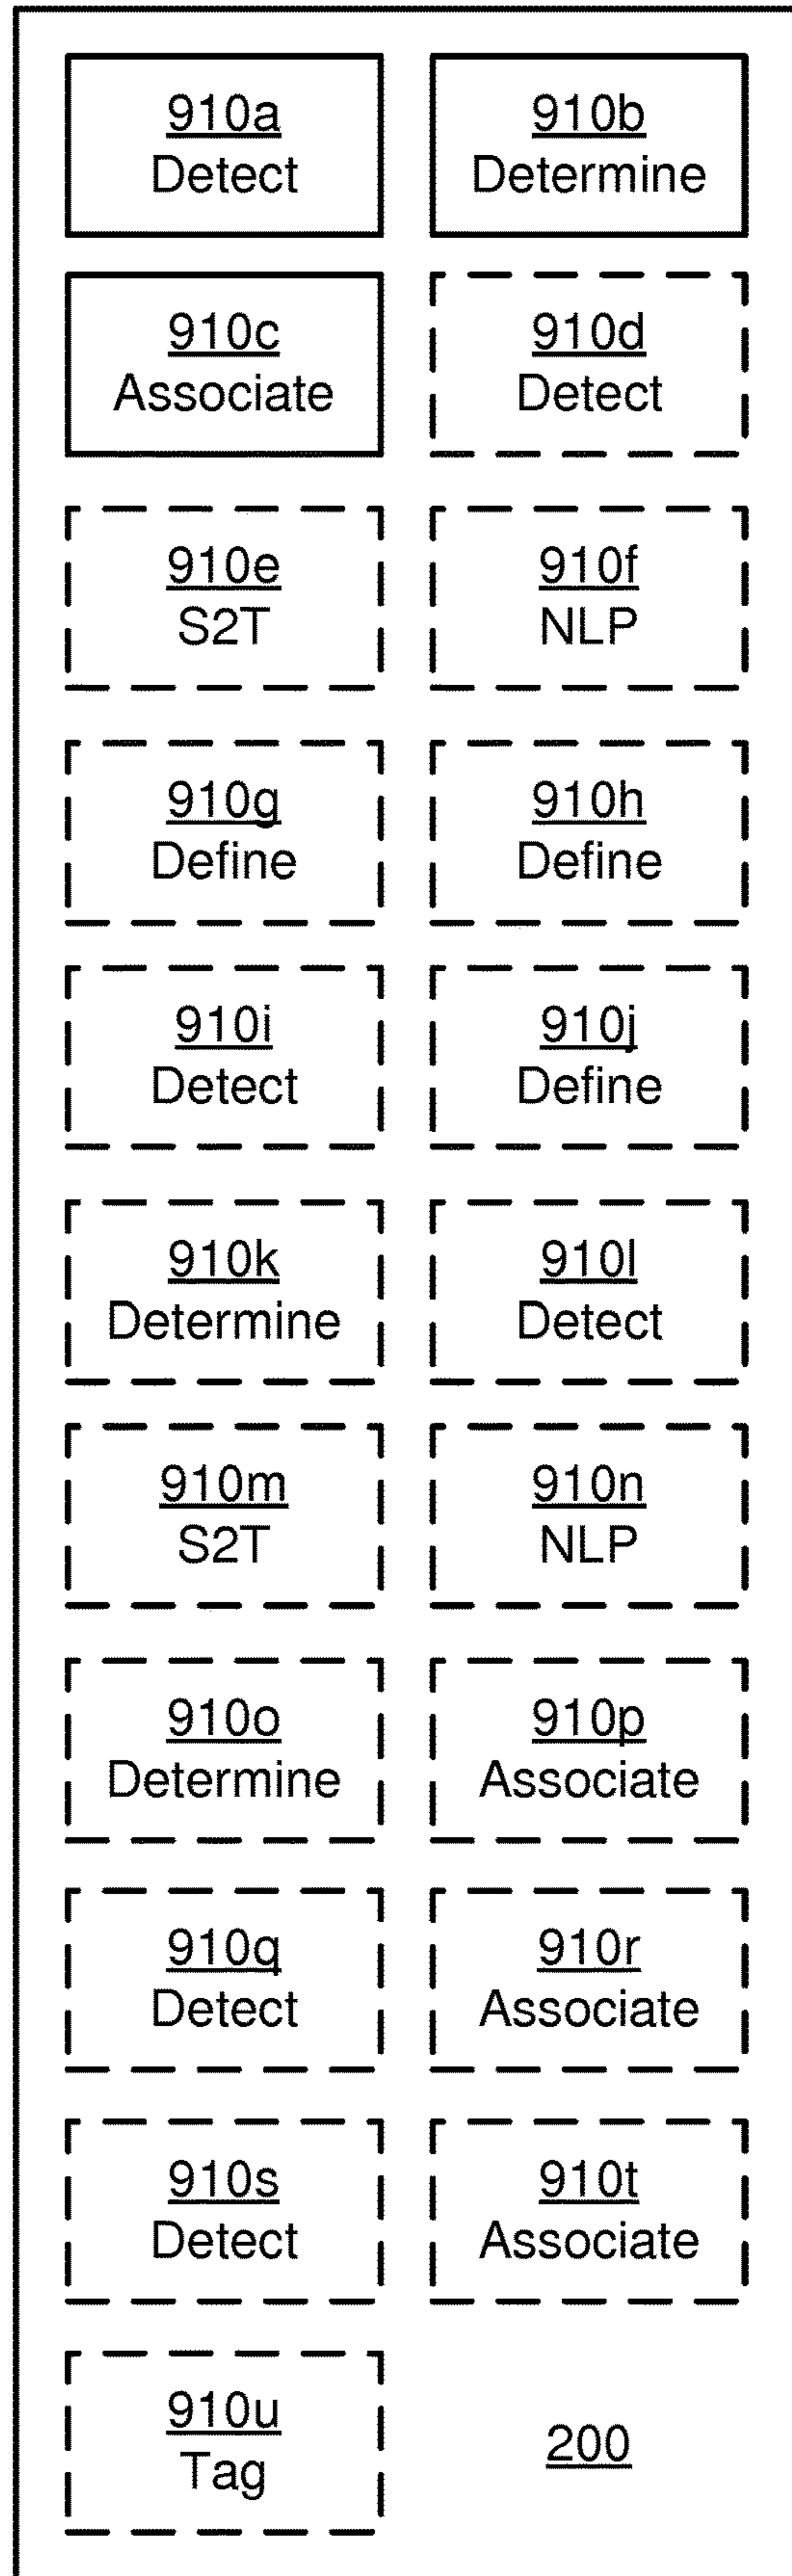 910a
Detect
910b
Determine
910c
Associate
910d
Detect
910e
S2T
910f
NLP
910g
Define
910h
Define
910i
Detect
910j
Define
910k
Determine
910l
Detect
910m
S2T
910n
NLP
910o
Determine
910p
Associate
910q
Detect
910r
Associate
910s
Detect
910t
Associate
910u
Tag
200